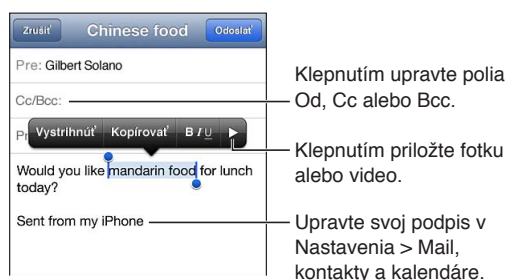 Zrušiť Chinese food Odoslať
Pre: Gilbert Solano
Cc/Bcc:
Pr
Vystrihnúť Kopírovať B I U
Would you like mandarin food for lunch
today?
Sent from my iPhone
Klepnutím upravte polia
Od, Cc alebo Bcc.
Klepnutím priložte fotku
alebo video.
Upravte svoj podpis v
Nastavenia > Mail,
kontakty a kalendáre.